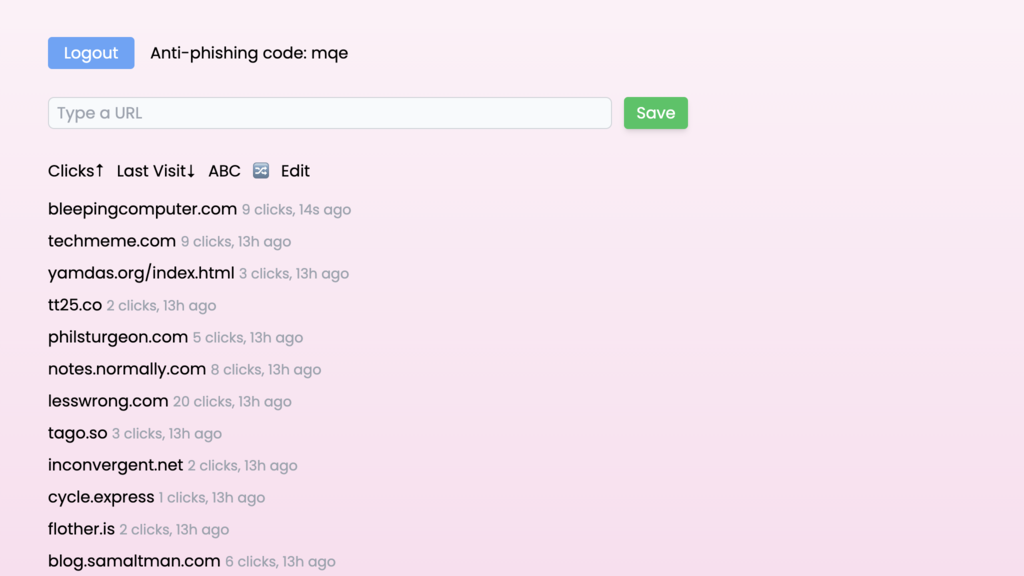 Logout Anti-phishing code: mqe
Type a URL Save
Clicks↑ Last Visit↓ ABC 🔀 Edit
bleepingcomputer.com 9 clicks, 14s ago
techmeme.com 9 clicks, 13h ago
yamdas.org/index.html 3 clicks, 13h ago
tt25.co 2 clicks, 13h ago
philsturgeon.com 5 clicks, 13h ago
notes.normally.com 8 clicks, 13h ago
lesswrong.com 20 clicks, 13h ago
tago.so 3 clicks, 13h ago
inconvergent.net 2 clicks, 13h ago
cycle.express 1 clicks, 13h ago
flother.is 2 clicks, 13h ago
blog.samaltman.com 6 clicks, 13h ago